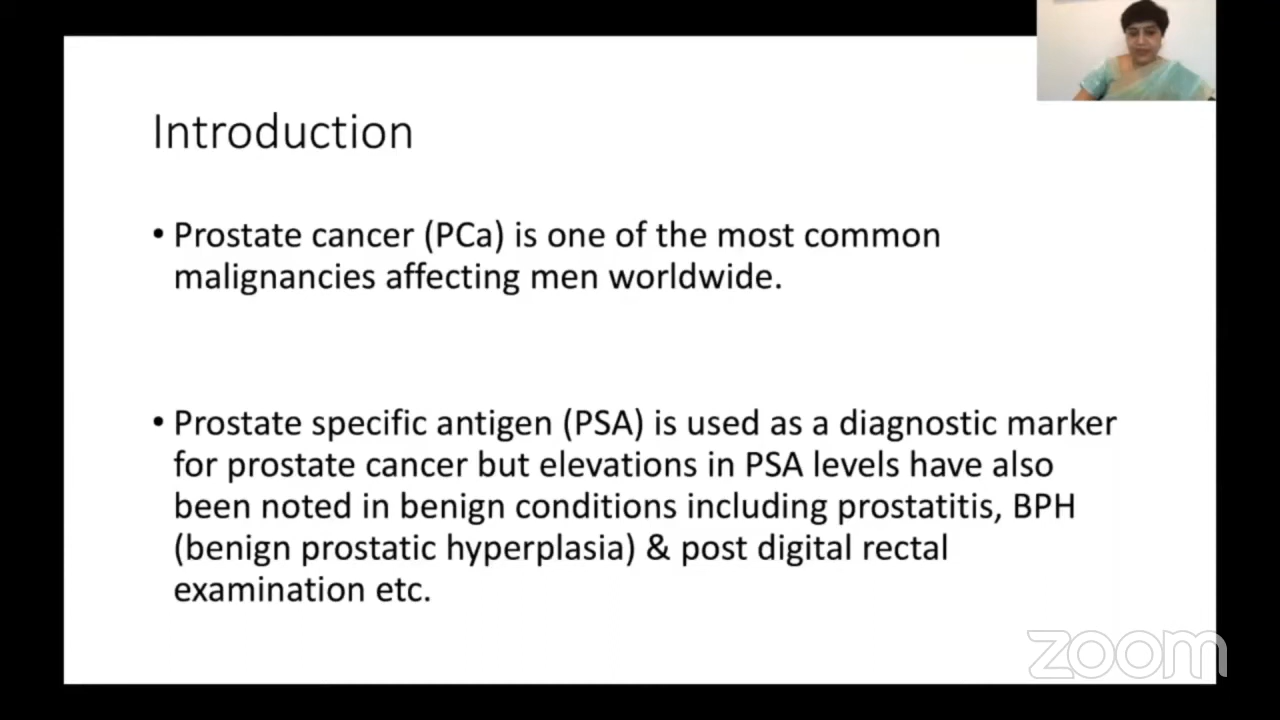 Introduction
• Prostate cancer (PCa) is one of the most common
malignancies affecting men worldwide.
• Prostate specific antigen (PSA) is used as a diagnostic marker
for prostate cancer but elevations in PSA levels have also
been noted in benign conditions including prostatitis, BPH
(benign prostatic hyperplasia) & post digital rectal
examination etc.
zoom